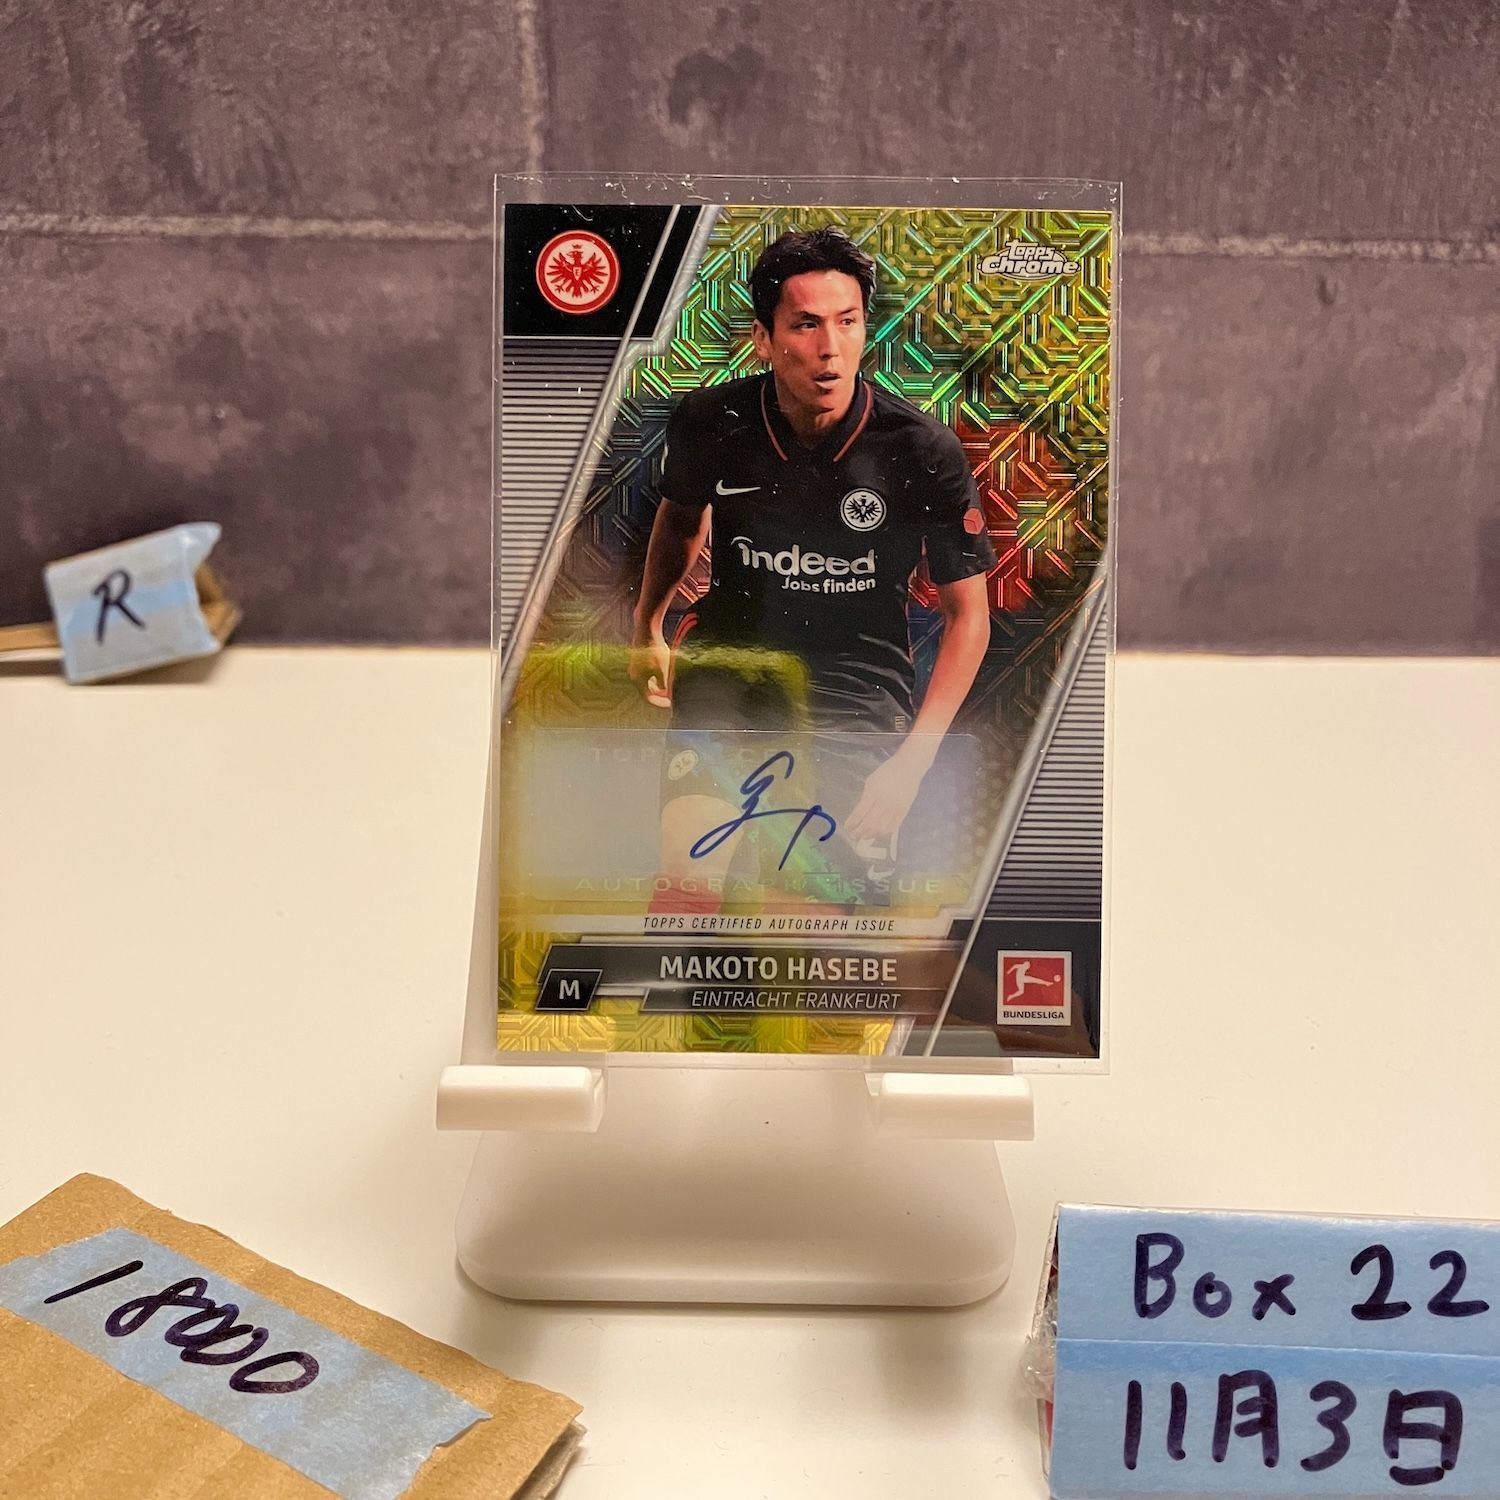 Topps
Chrome
R
indeed
Jobs finden
AUTOGRAPH ISSUE
TOPPS CERTIFIED AUTOGRAPH ISSUE
MAKOTO HASEBE
M
EINTRACHT FRANKFURT
BUNDESLIGA
18000
Box 22
11月3日